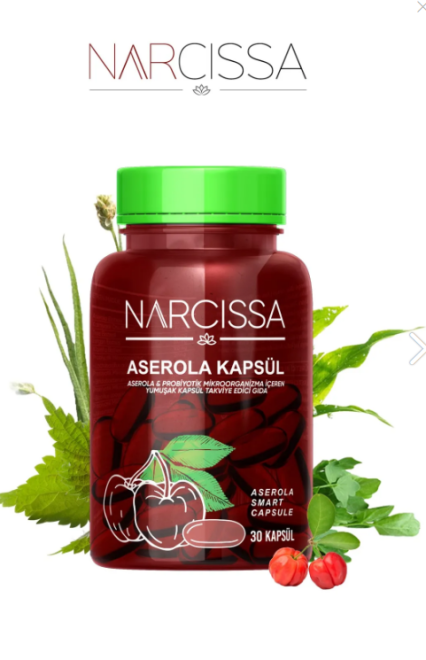 NARCISSA
NARCISSA
ASEROLA KAPSÜL
ASEROLA & PROBİYOTİK MİKROORGANİZMA İÇEREN
YUMUŞAK KAPSÜL TAKVİYE EDİCİ GIDA
ASEROLA
SMART
CAPSULE
30 KAPSÜL